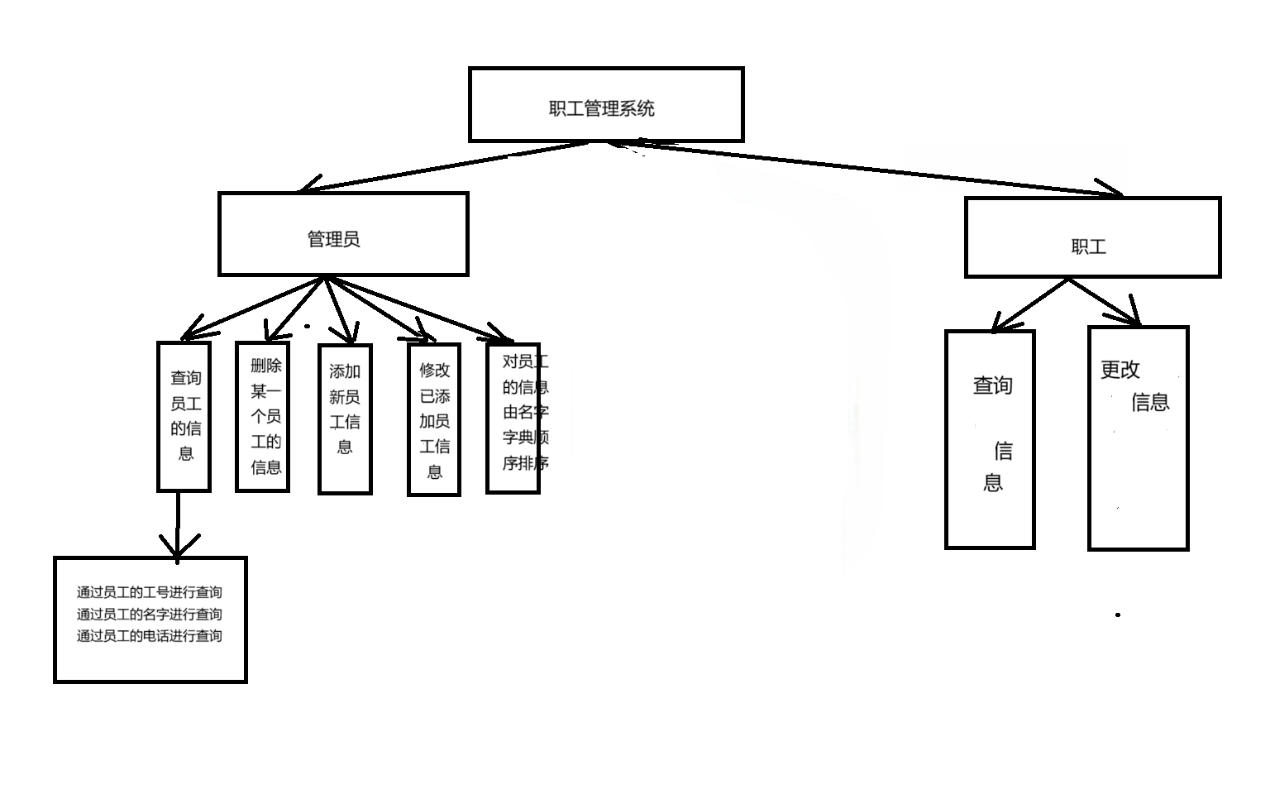 职工管理系统
管理员
职工
查询
员工
的信
息
删除
某一
个员
工的
信息
添加
新员
工信
息
修改
已添
加员
工信
息
对员工
的信息
由名字
字典顺
序排序
查询
信
息
更改
信息
通过员工的工号进行查询
通过员工的名字进行查询
通过员工的电话进行查询